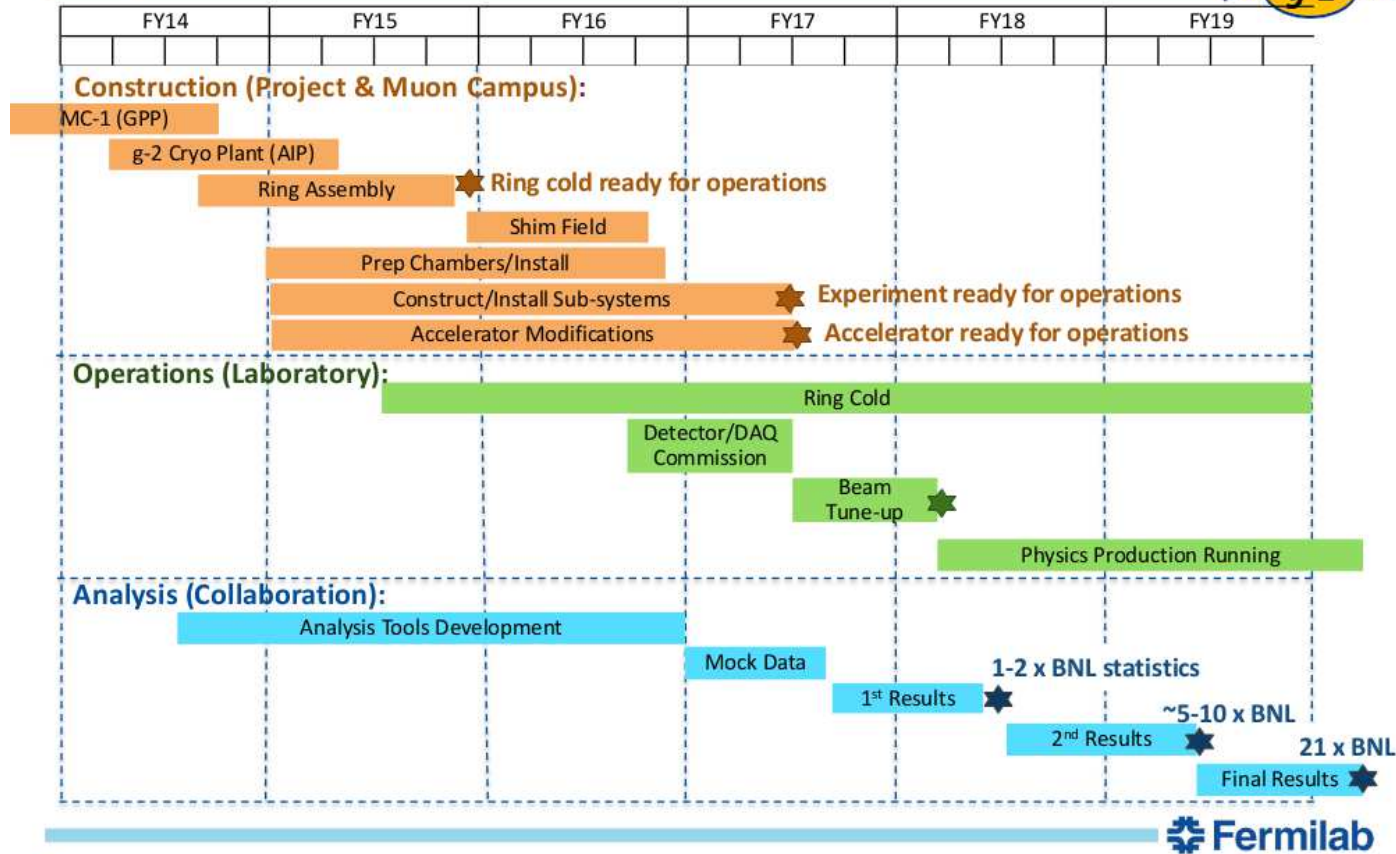 g-2
FY14 FY15 FY16 FY17 FY18 FY19
Construction (Project & Muon Campus):
MC-1 (GPP)
g-2 Cryo Plant (AIP)
Ring Assembly
Ring cold ready for operations
Shim Field
Prep Chambers/Install
Construct/Install Sub-systems
Experiment ready for operations
Accelerator Modifications
Accelerator ready for operations
Operations (Laboratory):
Ring Cold
Detector/DAQ
Commission
Beam
Tune-up
Physics Production Running
Analysis (Collaboration):
Analysis Tools Development
Mock Data
1-2 x BNL statistics
1st Results
~5-10 x BNL
2nd Results
21 x BNL
Final Results
Fermilab